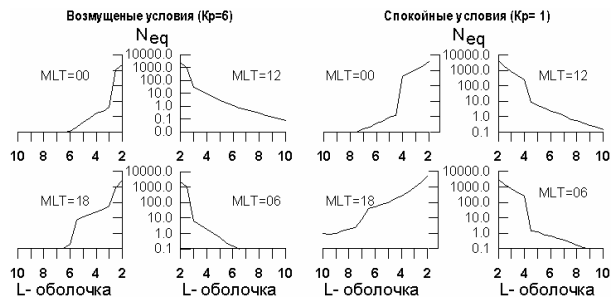 Возмущеные условия (Кр=6)
Спокойные условия (Кр= 1)
Neq
Neq
MLT=00
10000.0
1000.0
100.0
10.0
1.0
0.0
MLT=12
MLT=00
10000.0
1000.0
100.0
10.0
1.0
0.1
MLT=12
10 8 6 4 2
2 4 6 8 10
10 8 6 4 2
2 4 6 8 10
MLT=18
10000.0
1000.0
100.0
10.0
1.0
0.1
MLT=06
MLT=18
10000.0
1000.0
100.0
10.0
1.0
0.1
MLT=06
10 8 6 4 2
2 4 6 8 10
10 8 6 4 2
2 4 6 8 10
L- оболочка
L- оболочка
L- оболочка
L- оболочка